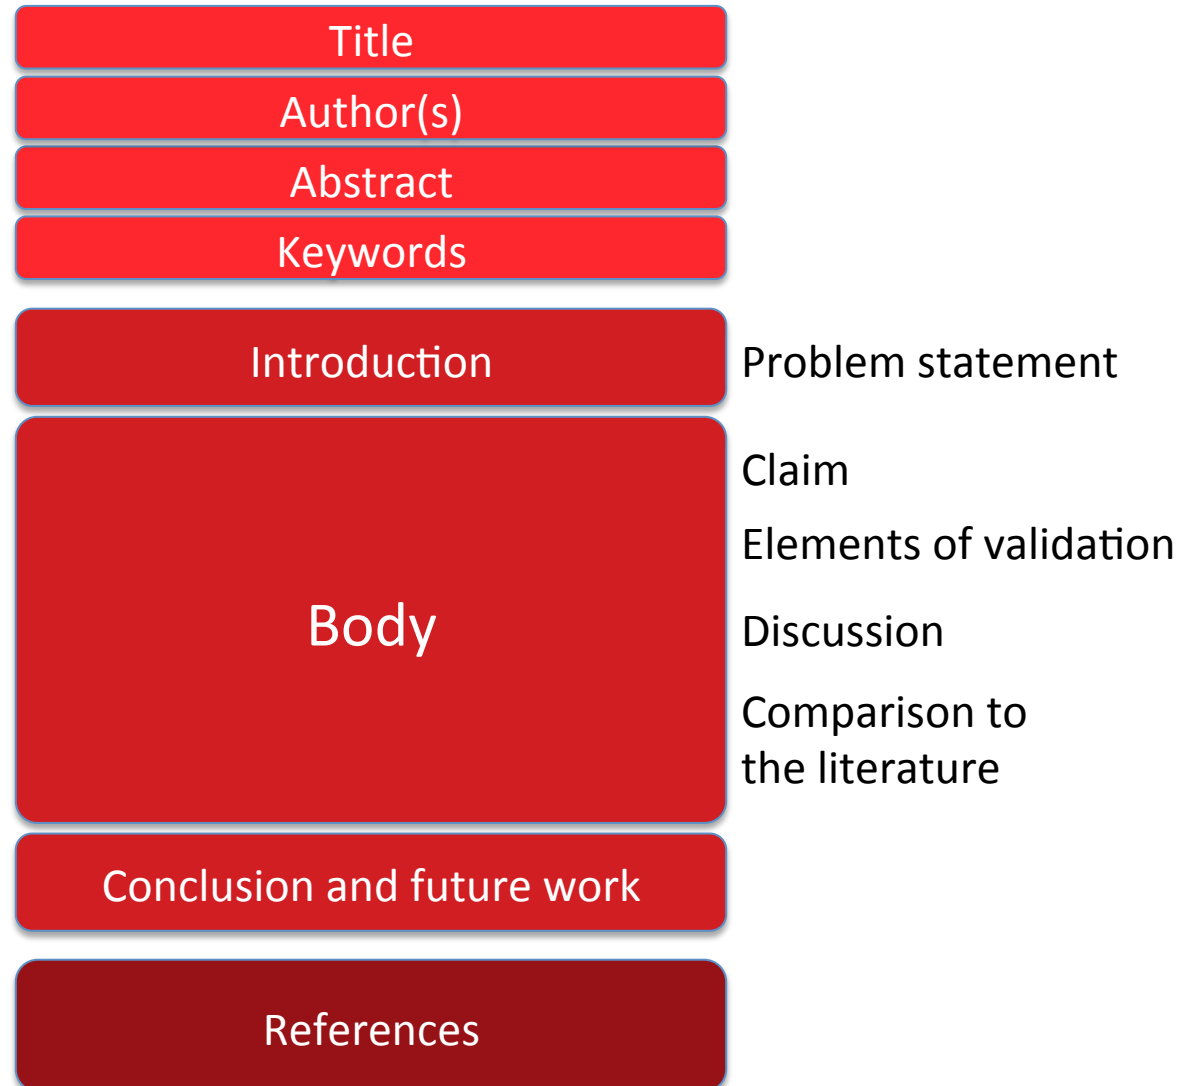 Title
Author(s)
Abstract
Keywords
Introduction
Problem statement
Claim
Elements of validation
Body
Discussion
Comparison to
the literature
Conclusion and future work
References